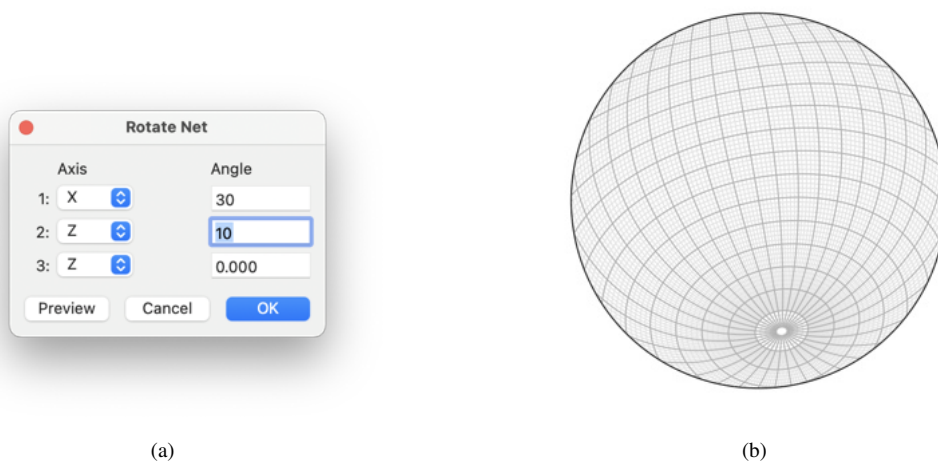 Rotate Net
Axis Angle
1: X 30
2: Z 10
3: Z 0.000
Preview Cancel OK
(a) (b)